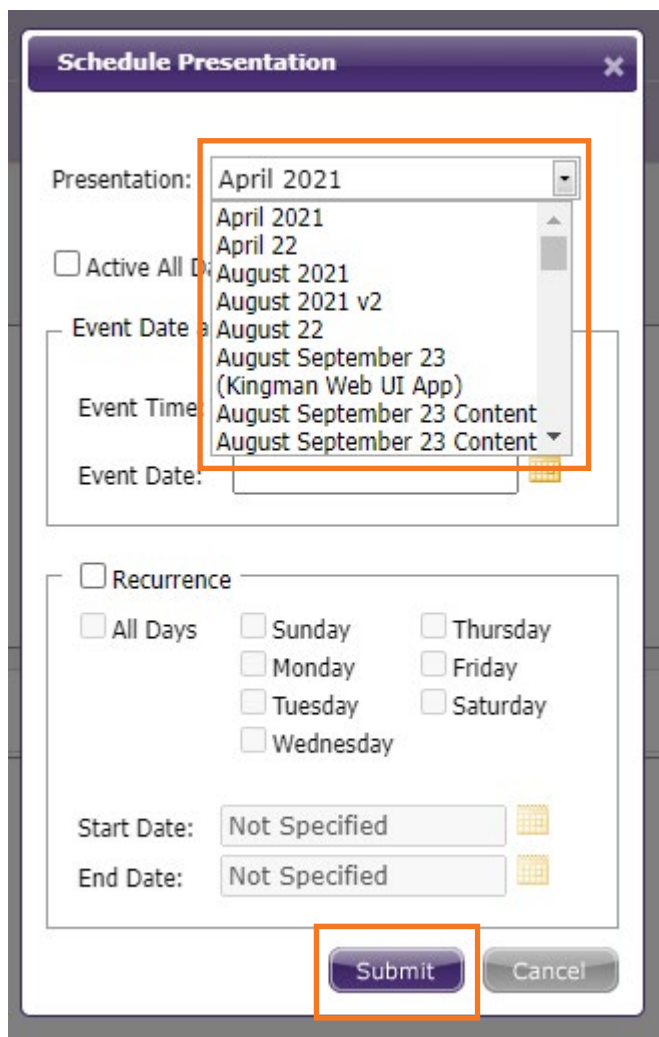 Schedule Presentation
Presentation: April 2021
April 2021
April 22
August 2021
August 2021 v2
August 22
August September 23
(Kingman Web UI App)
August September 23 Content
August September 23 Content
Active All
Event Date
Event Time:
Event Date:
Recurrence
All Days Sunday Thursday
Monday Friday
Tuesday Saturday
Wednesday
Start Date: Not Specified
End Date: Not Specified
Submit Cancel